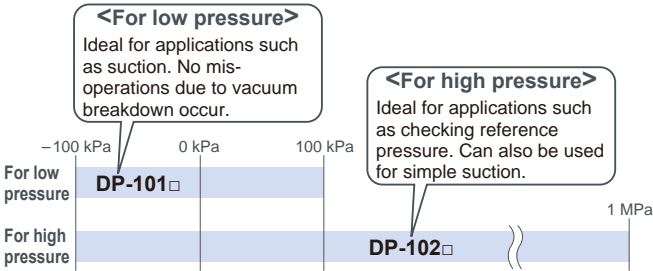 <For low pressure>
Ideal for applications such
as suction. No mis-
operations due to vacuum
breakdown occur.
<For high pressure>
Ideal for applications such
as checking reference
pressure. Can also be used
for simple suction.
–100 kPa
0 kPa
100 kPa
For low
pressure
DP-101□
1 MPa
For high
pressure
DP-102□